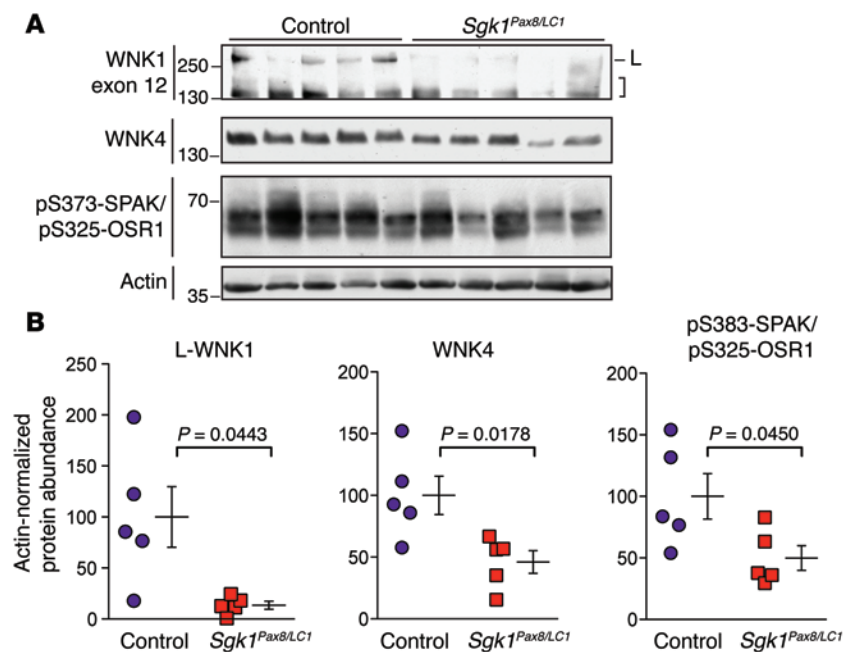 A
Control Sgk1Pax8/LC1
WNK1
exon 12
250
130
L
WNK4
130
pS373-SPAK/
pS325-OSR1
70
Actin
35
B
L-WNK1
WNK4
pS383-SPAK/
pS325-OSR1
Actin-normalized
protein abundance
250
200
150
100
50
0
P = 0.0443
Control Sgk1Pax8/LC1
200
150
100
50
0
P = 0.0178
Control Sgk1Pax8/LC1
200
150
100
50
0
P = 0.0450
Control Sgk1Pax8/LC1